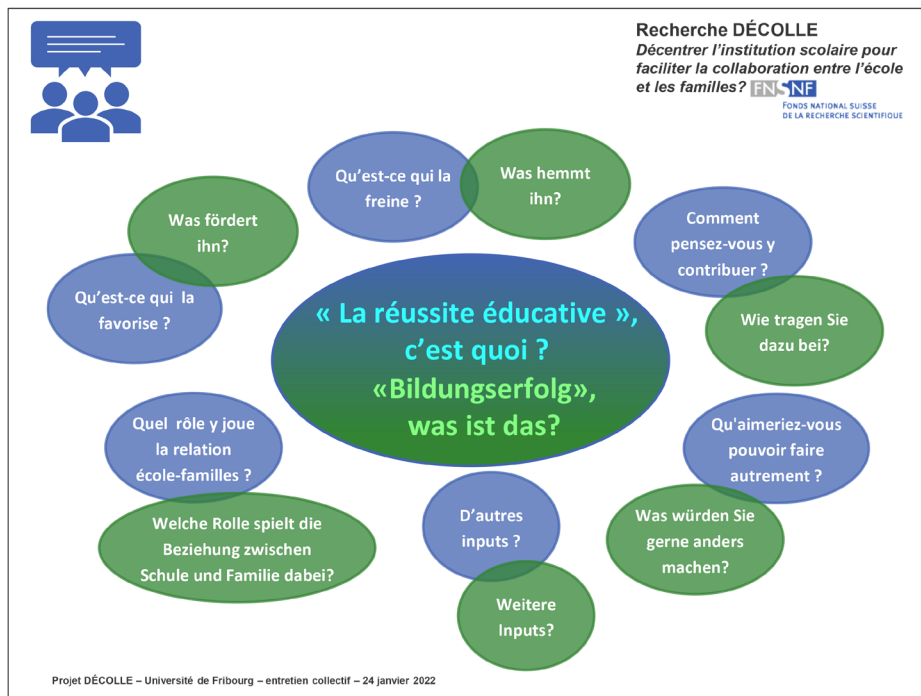 Recherche DÉCOLLE
Décentrer l'institution scolaire pour
faciliter la collaboration entre l'école
et les familles?
FNSNF
FONDS NATIONAL SUISSE
DE LA RECHERCHE SCIENTIFIQUE
Qu'est-ce qui la
freine ?
Was hemmt
ihn?
Was fördert
ihn?
Qu'est-ce qui la
favorise ?
Comment
pensez-vous y
contribuer ?
Wie tragen Sie
dazu bei?
« La réussite éducative »,
c'est quoi ?
«Bildungserfolg»,
was ist das?
Quel rôle y joue
la relation
école-familles ?
Welche Rolle spielt die
Beziehung zwischen
Schule und Familie dabei?
Qu'aimeriez-vous
pouvoir faire
autrement ?
Was würden Sie
gerne anders
machen?
D'autres
inputs ?
Weitere
Inputs?
Projet DÉCOLLE – Université de Fribourg – entretien collectif – 24 janvier 2022